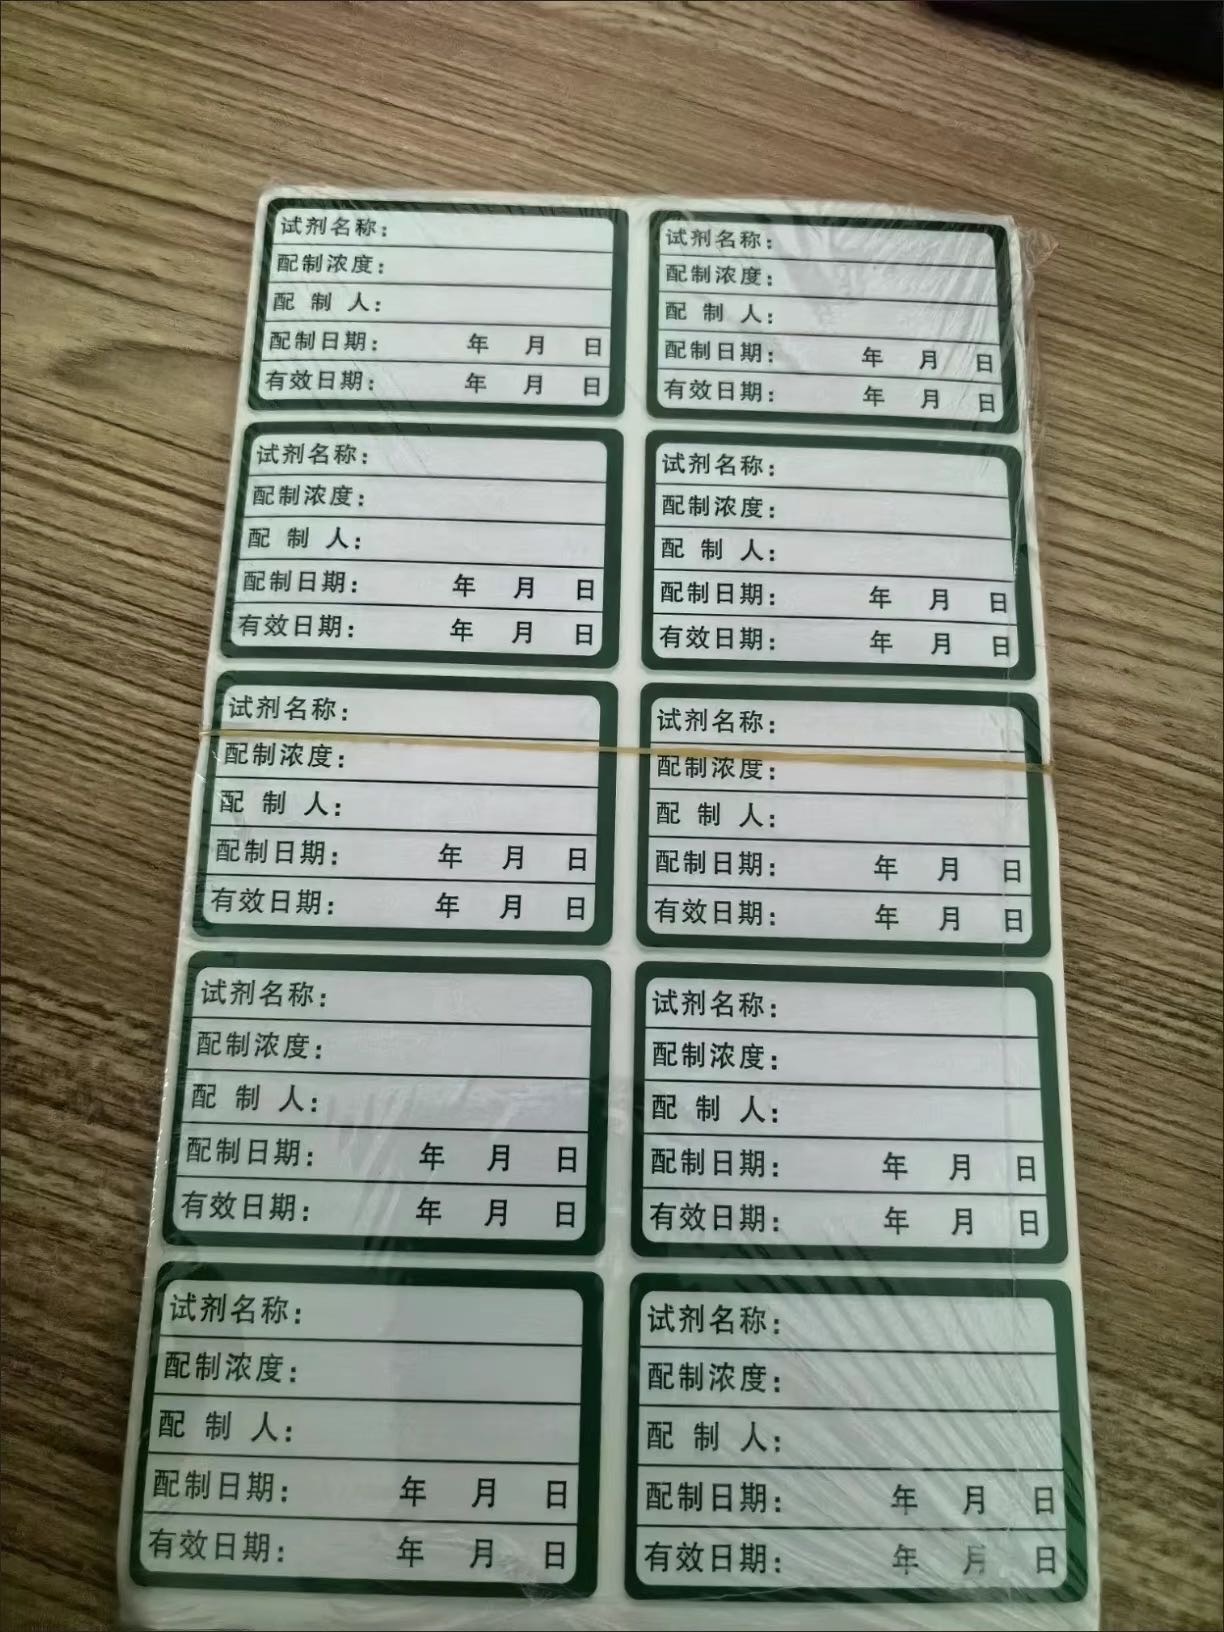 试剂名称：
配制浓度：
配 制 人：
配制日期： 年 月 日
有效日期： 年 月 日
试剂名称：
配制浓度：
配 制 人：
配制日期： 年 月 日
有效日期： 年 月 日
试剂名称：
配制浓度：
配 制 人：
配制日期： 年 月 日
有效日期： 年 月 日
试剂名称：
配制浓度：
配 制 人：
配制日期： 年 月 日
有效日期： 年 月 日
试剂名称：
配制浓度：
配 制 人：
配制日期： 年 月 日
有效日期： 年 月 日
试剂名称：
配制浓度：
配 制 人：
配制日期： 年 月 日
有效日期： 年 月 日
试剂名称：
配制浓度：
配 制 人：
配制日期： 年 月 日
有效日期： 年 月 日
试剂名称：
配制浓度：
配 制 人：
配制日期： 年 月 日
有效日期： 年 月 日
试剂名称：
配制浓度：
配 制 人：
配制日期： 年 月 日
有效日期： 年 月 日
试剂名称：
配制浓度：
配 制 人：
配制日期： 年 月 日
有效日期： 年 月 日